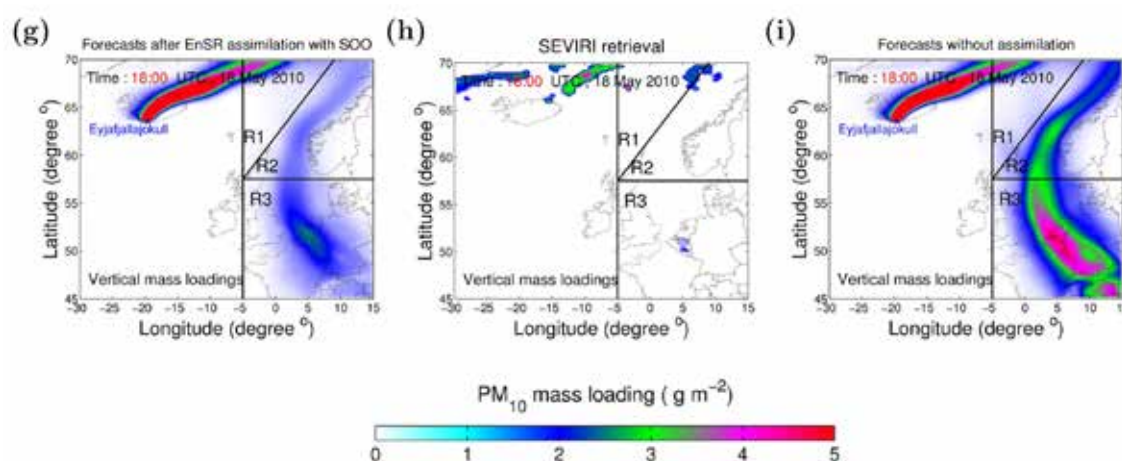 (g) Forecasts after EnSR assimilation with SOO
70
65
60
55
50
45
Latitude (degree °)
Time : 18:00 UTC, 18 May 2010
Eyjafjallajokull
R1
R2
R3
Vertical mass loadings
-30 -25 -20 -15 -10 -5 0 5 10 15
Longitude (degree °)
(h) SEVIRI retrieval
70
65
60
55
50
45
Latitude (degree °)
Time : 18:00 UTC, 18 May 2010
R1
R2
R3
Vertical mass loadings
-30 -25 -20 -15 -10 -5 0 5 10 15
Longitude (degree °)
(i) Forecasts without assimilation
70
65
60
55
50
45
Latitude (degree °)
Time : 18:00 UTC, 18 May 2010
Eyjafjallajokull
R1
R2
R3
Vertical mass loadings
-30 -25 -20 -15 -10 -5 0 5 10 15
Longitude (degree °)
PM10 mass loading ( g m−2)
0 1 2 3 4 5